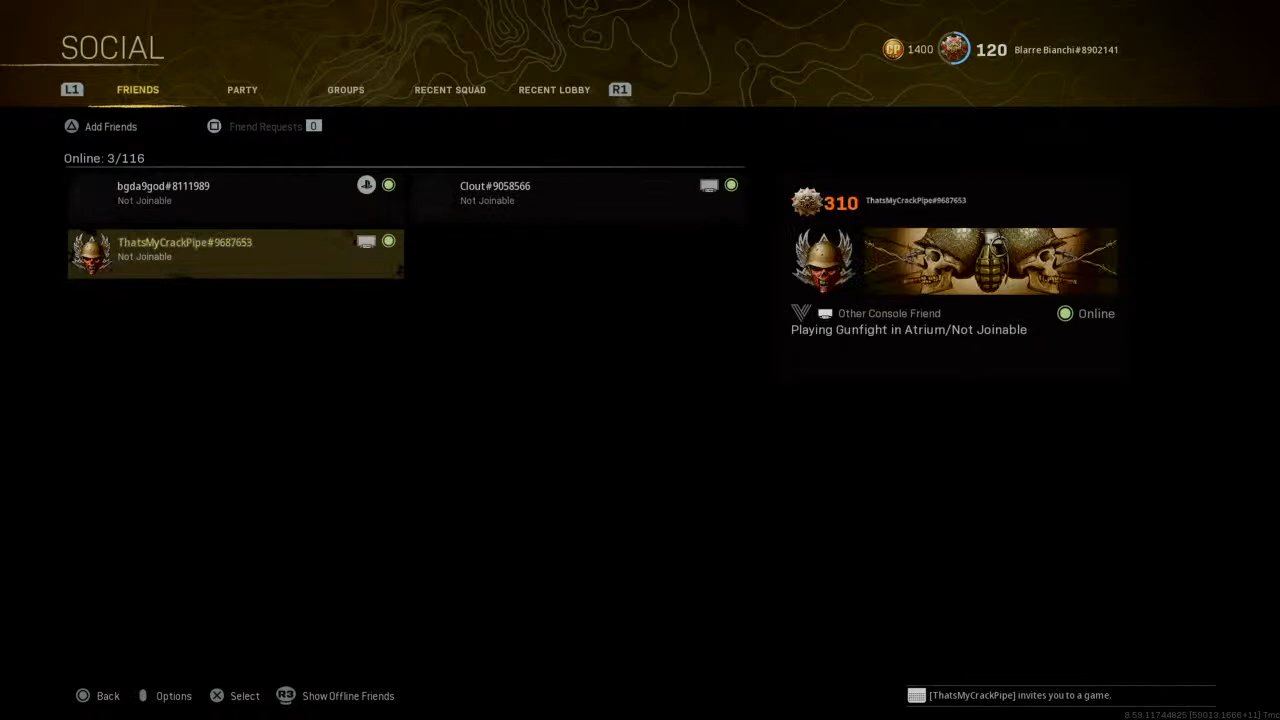 SOCIAL
CP 1400 120 Blarre Bianchi#8902141
L1 FRIENDS PARTY GROUPS RECENT SQUAD RECENT LOBBY R1
Add Friends Friend Requests 0
Online: 3/116
bgda9god#8111989
Not Joinable
Clout#9058566
Not Joinable
ThatsMyCrackPipe#9687653
Not Joinable
310 ThatsMyCrackPipe#9687653
Other Console Friend Online
Playing Gunfight in Atrium/Not Joinable
Back Options Select R3 Show Offline Friends
[ThatsMyCrackPipe] invites you to a game.